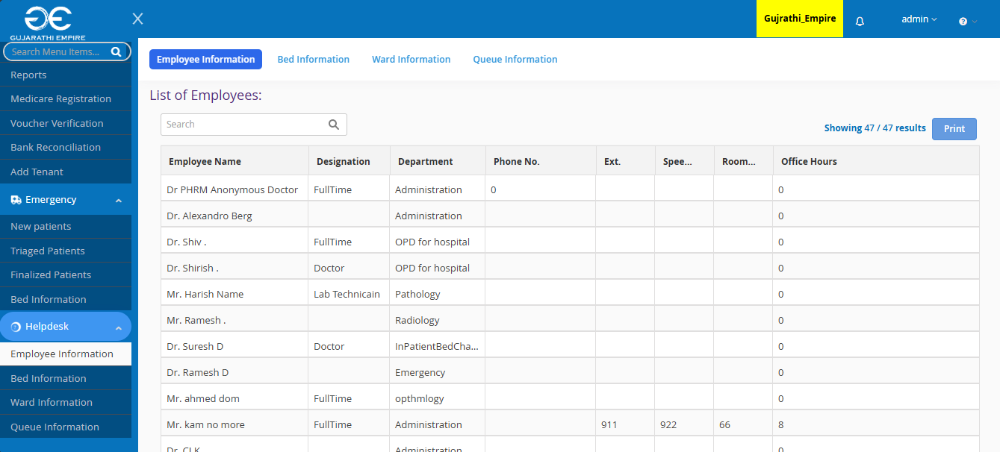 GUJARATHI EMPIRE
Gujrathi_Empire
admin
Search Menu Items...
Reports
Medicare Registration
Voucher Verification
Bank Reconciliation
Add Tenant
Emergency
New patients
Triaged Patients
Finalized Patients
Bed Information
Helpdesk
Employee Information
Bed Information
Ward Information
Queue Information
Employee Information Bed Information Ward Information Queue Information
List of Employees:
Search
Showing 47 / 47 results Print
Employee Name Designation Department Phone No. Ext. Spee... Room... Office Hours
Dr PHRM Anonymous Doctor FullTime Administration 0 0
Dr. Alexandro Berg Administration 0
Dr. Shiv . FullTime OPD for hospital 0
Dr. Shirish . Doctor OPD for hospital 0
Mr. Harish Name Lab Technicain Pathology 0
Mr. Ramesh . Radiology 0
Dr. Suresh D Doctor InPatientBedCha... 0
Dr. Ramesh D Emergency 0
Mr. ahmed dom FullTime opthmlogy 0
Mr. kam no more FullTime Administration 911 922 66 8
Dr. CLK Administration 0